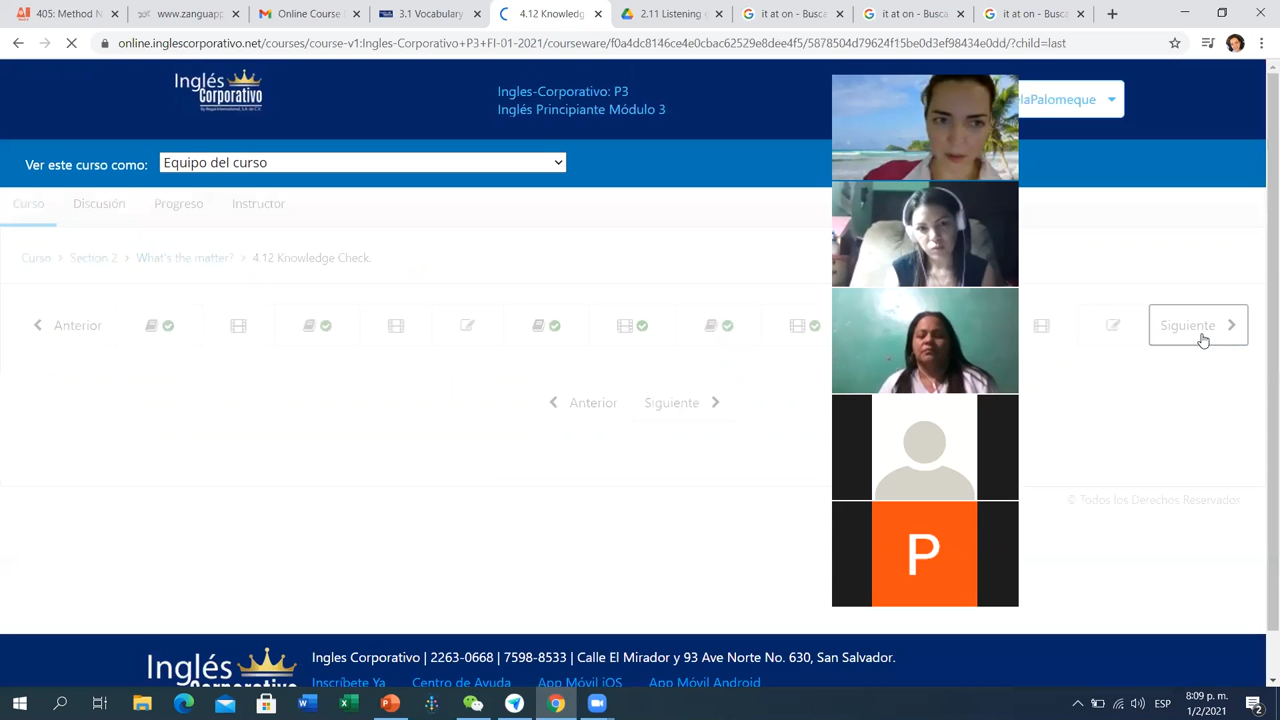 405: Method N
www.zanguapp
Online Course
3.1 Vocabulary
4.12 Knowledg
2.11 Listening
it at on - Busca
it at on - Busca
it at on - Busca
online.inglescorporativo.net/courses/course-v1:Ingles-Corporativo+P3+FI-01-2021/courseware/f0a4dc8146ce4e0cbac62529e8dee4f5/5878504d79624f15be0d3ef98434e0dd/?child=last
Inglés
Corporativo
Ingles-Corporativo: P3
Inglés Principiante Módulo 3
laPalomeque
Ver este curso como:
Equipo del curso
Curso
Discusión
Progreso
Instructor
Curso > Section 2 > What's the matter? > 4.12 Knowledge Check.
Anterior
Siguiente
Anterior
Siguiente
© Todos los Derechos Reservados
P
Inglés
Corporativo
Ingles Corporativo | 2263-0668 | 7598-8533 | Calle El Mirador y 93 Ave Norte No. 630, San Salvador.
Inscríbete Ya
Centro de Ayuda
App Móvil iOS
App Móvil Android
ESP
8:09 p. m.
1/2/2021
2